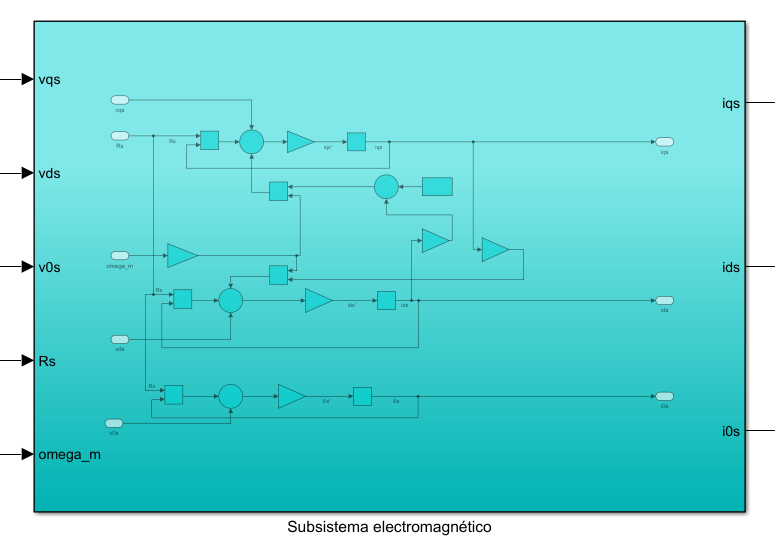 vqs
vds
v0s
Rs
omega_m
vqs
Rs
Rs
iqs'
iqs
iqs
omega_m
Rs
ids'
ids
ids
vds
Rs
i0s'
i0s
i0s
v0s
iqs
ids
i0s
Subsistema electromagnético